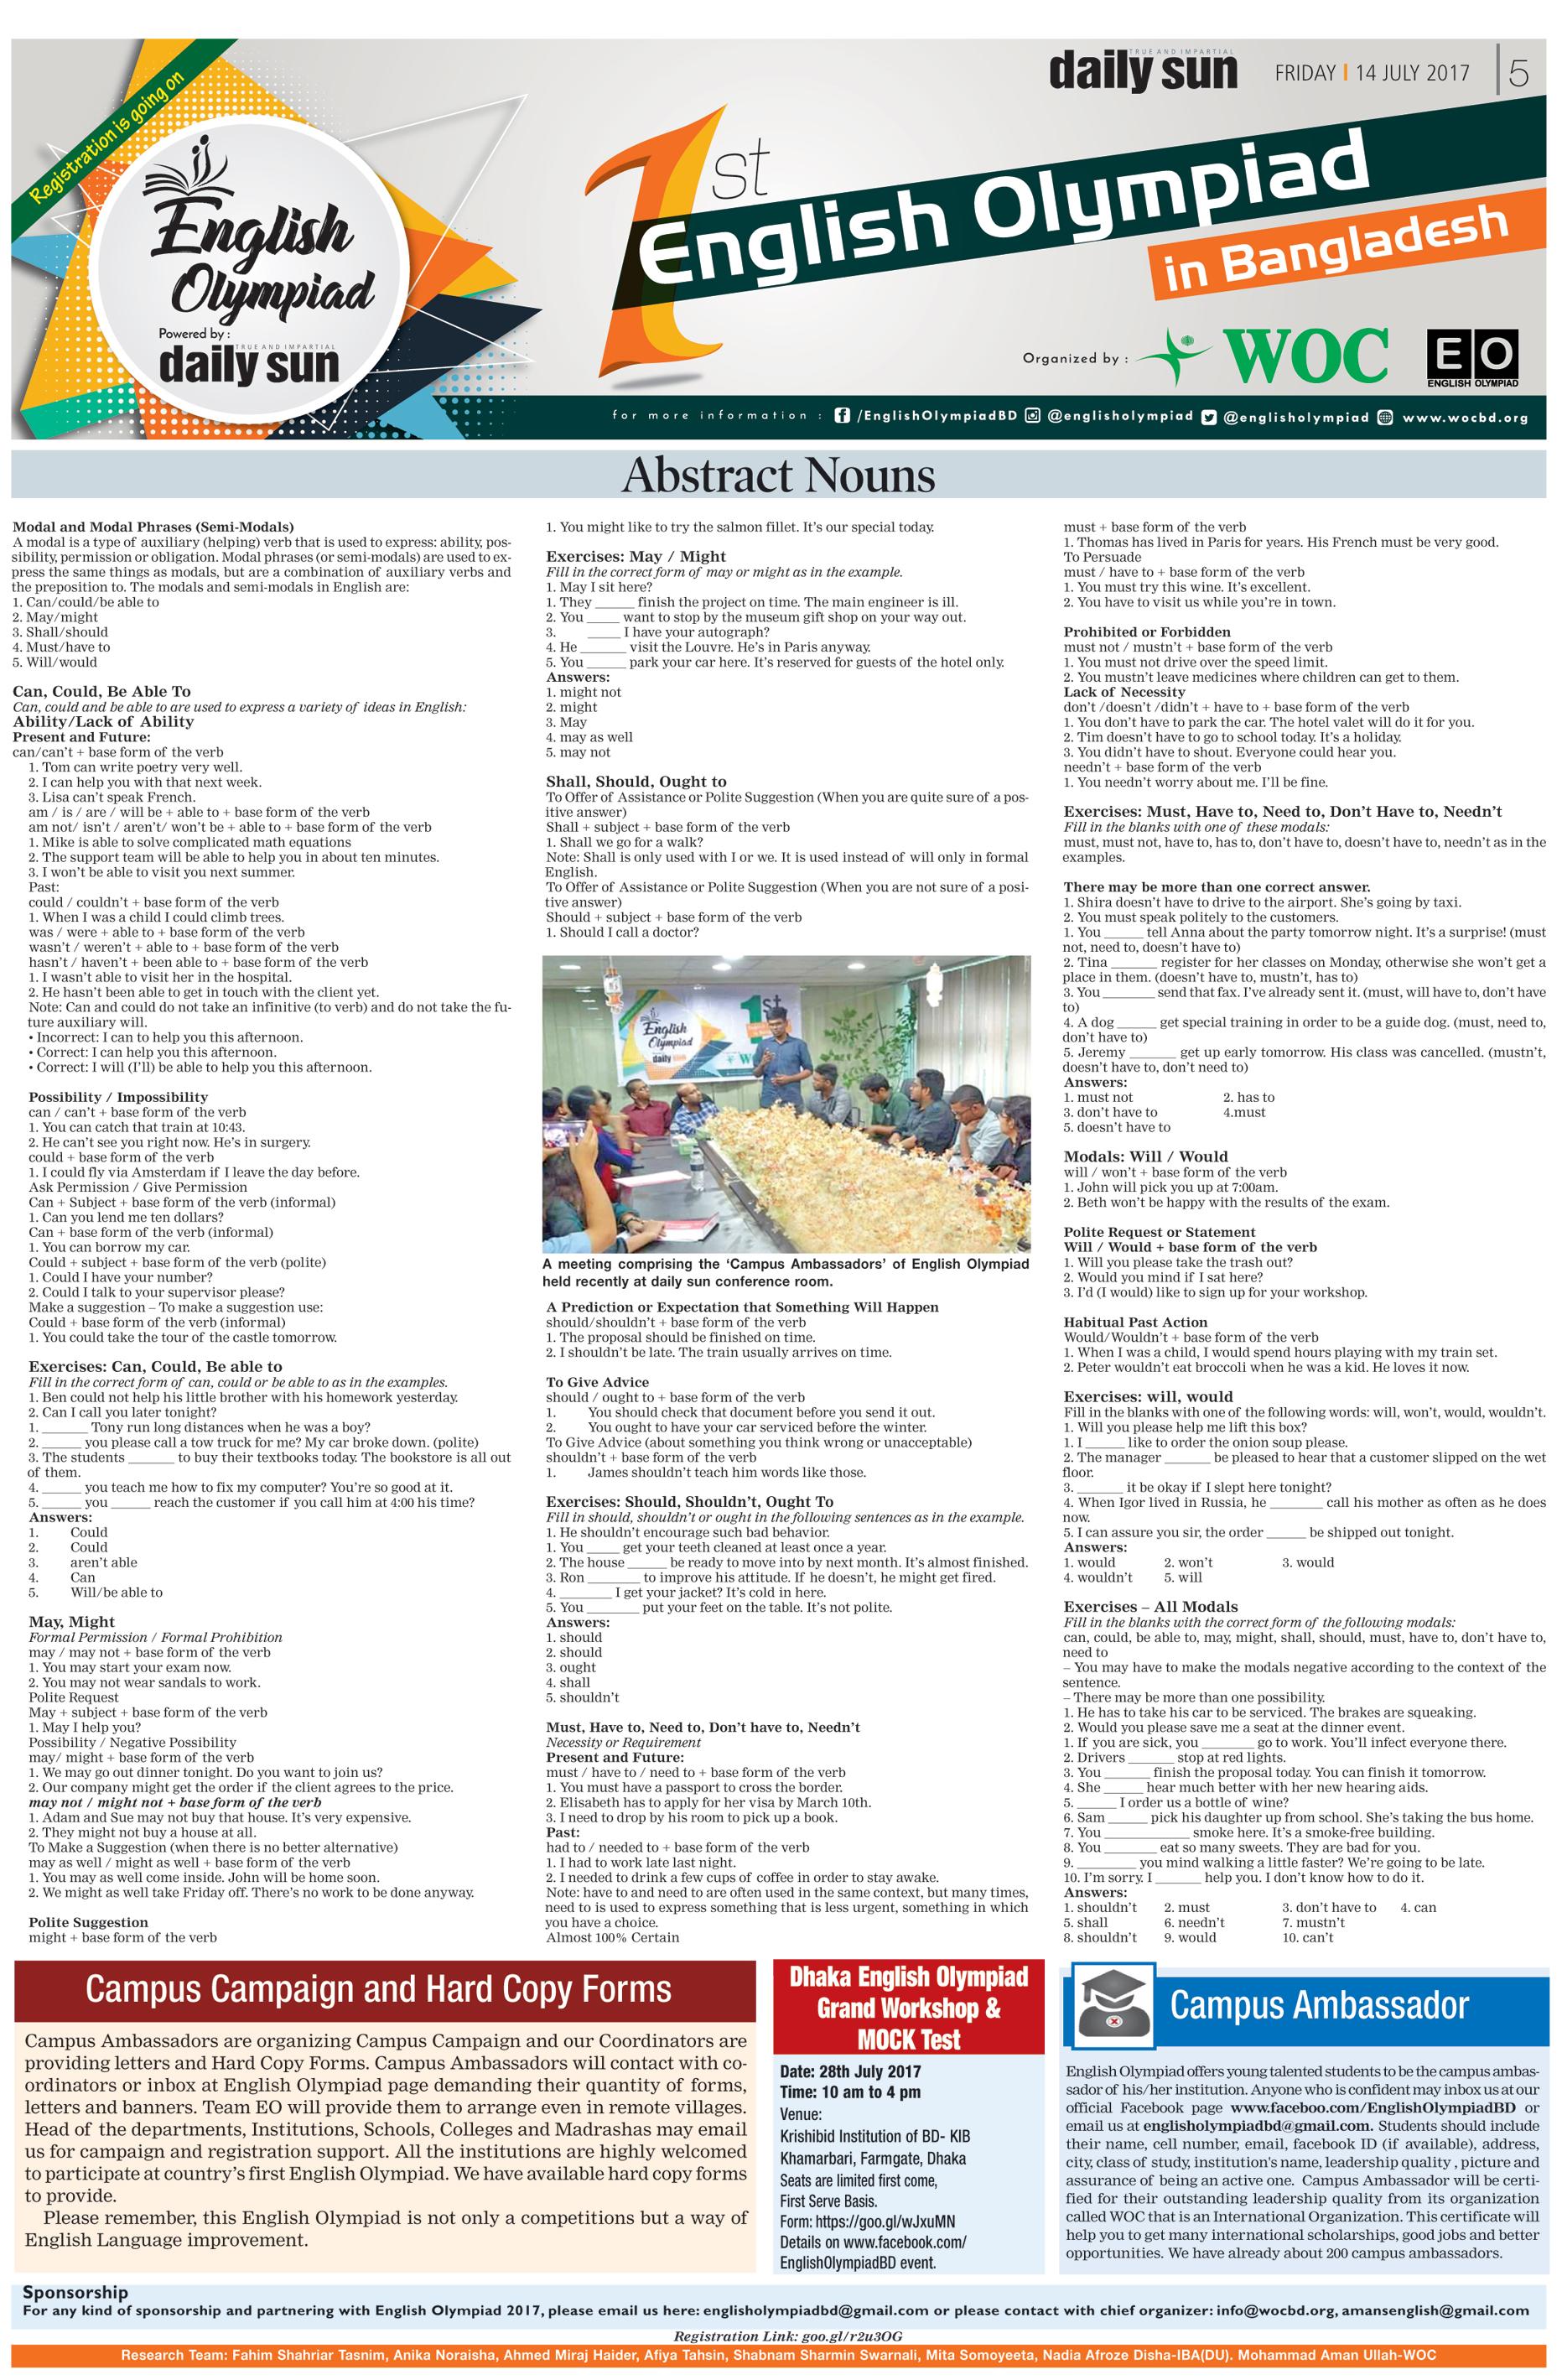 Registration is going on
English
Olympiad
Powered by :
TRUE AND IMPARTIAL
daily sun
TRUE AND IMPARTIAL
daily sun
FRIDAY | 14 JULY 2017 | 5
1st
English Olympiad
in Bangladesh
Organized by :
WOC
EO
ENGLISH OLYMPIAD
for more information : /EnglishOlympiadBD @englisholympiad @englisholympiad www.wocbd.org
Abstract Nouns
Modal and Modal Phrases (Semi-Modals)
A modal is a type of auxiliary (helping) verb that is used to express: ability, pos-
sibility, permission or obligation. Modal phrases (or semi-modals) are used to ex-
press the same things as modals, but are a combination of auxiliary verbs and
the preposition to. The modals and semi-modals in English are:
1. Can/could/be able to
2. May/might
3. Shall/should
4. Must/have to
5. Will/would
Can, Could, Be Able To
Can, could and be able to are used to express a variety of ideas in English:
Ability/Lack of Ability
Present and Future:
can/can't + base form of the verb
1. Tom can write poetry very well.
2. I can help you with that next week.
3. Lisa can't speak French.
am / is / are / will be + able to + base form of the verb
am not/ isn't / aren't/ won't be + able to + base form of the verb
1. Mike is able to solve complicated math equations
2. The support team will be able to help you in about ten minutes.
3. I won't be able to visit you next summer.
Past:
could / couldn't + base form of the verb
1. When I was a child I could climb trees.
was / were + able to + base form of the verb
wasn't / weren't + able to + base form of the verb
hasn't / haven't + been able to + base form of the verb
1. I wasn't able to visit her in the hospital.
2. He hasn't been able to get in touch with the client yet.
Note: Can and could do not take an infinitive (to verb) and do not take the fu-
ture auxiliary will.
• Incorrect: I can to help you this afternoon.
• Correct: I can help you this afternoon.
• Correct: I will (I'll) be able to help you this afternoon.
Possibility / Impossibility
can / can't + base form of the verb
1. You can catch that train at 10:43.
2. He can't see you right now. He's in surgery.
could + base form of the verb
1. I could fly via Amsterdam if I leave the day before.
Ask Permission / Give Permission
Can + Subject + base form of the verb (informal)
1. Can you lend me ten dollars?
Can + base form of the verb (informal)
1. You can borrow my car.
Could + subject + base form of the verb (polite)
1. Could I have your number?
2. Could I talk to your supervisor please?
Make a suggestion – To make a suggestion use:
Could + base form of the verb (informal)
1. You could take the tour of the castle tomorrow.
Exercises: Can, Could, Be able to
Fill in the correct form of can, could or be able to as in the examples.
1. Ben could not help his little brother with his homework yesterday.
2. Can I call you later tonight?
1. _______ Tony run long distances when he was a boy?
2. ______ you please call a tow truck for me? My car broke down. (polite)
3. The students _______ to buy their textbooks today. The bookstore is all out
of them.
4. ______ you teach me how to fix my computer? You're so good at it.
5. ______ you ______ reach the customer if you call him at 4:00 his time?
Answers:
1. Could
2. Could
3. aren't able
4. Can
5. Will/be able to
May, Might
Formal Permission / Formal Prohibition
may / may not + base form of the verb
1. You may start your exam now.
2. You may not wear sandals to work.
Polite Request
May + subject + base form of the verb
1. May I help you?
Possibility / Negative Possibility
may/ might + base form of the verb
1. We may go out dinner tonight. Do you want to join us?
2. Our company might get the order if the client agrees to the price.
may not / might not + base form of the verb
1. Adam and Sue may not buy that house. It's very expensive.
2. They might not buy a house at all.
To Make a Suggestion (when there is no better alternative)
may as well / might as well + base form of the verb
1. You may as well come inside. John will be home soon.
2. We might as well take Friday off. There's no work to be done anyway.
Polite Suggestion
might + base form of the verb
1. You might like to try the salmon fillet. It's our special today.
Exercises: May / Might
Fill in the correct form of may or might as in the example.
1. May I sit here?
1. They ______ finish the project on time. The main engineer is ill.
2. You _____ want to stop by the museum gift shop on your way out.
3. _____ I have your autograph?
4. He _______ visit the Louvre. He's in Paris anyway.
5. You ______ park your car here. It's reserved for guests of the hotel only.
Answers:
1. might not
2. might
3. May
4. may as well
5. may not
Shall, Should, Ought to
To Offer of Assistance or Polite Suggestion (When you are quite sure of a pos-
itive answer)
Shall + subject + base form of the verb
1. Shall we go for a walk?
Note: Shall is only used with I or we. It is used instead of will only in formal
English.
To Offer of Assistance or Polite Suggestion (When you are not sure of a posi-
tive answer)
Should + subject + base form of the verb
1. Should I call a doctor?
English
Olympiad
daily sun
1st
A meeting comprising the 'Campus Ambassadors' of English Olympiad
held recently at daily sun conference room.
A Prediction or Expectation that Something Will Happen
should/shouldn't + base form of the verb
1. The proposal should be finished on time.
2. I shouldn't be late. The train usually arrives on time.
To Give Advice
should / ought to + base form of the verb
1. You should check that document before you send it out.
2. You ought to have your car serviced before the winter.
To Give Advice (about something you think wrong or unacceptable)
shouldn't + base form of the verb
1. James shouldn't teach him words like those.
Exercises: Should, Shouldn't, Ought To
Fill in should, shouldn't or ought in the following sentences as in the example.
1. He shouldn't encourage such bad behavior.
1. You _____ get your teeth cleaned at least once a year.
2. The house ______ be ready to move into by next month. It's almost finished.
3. Ron ________ to improve his attitude. If he doesn't, he might get fired.
4. ________ I get your jacket? It's cold in here.
5. You ________ put your feet on the table. It's not polite.
Answers:
1. should
2. should
3. ought
4. shall
5. shouldn't
Must, Have to, Need to, Don't have to, Needn't
Necessity or Requirement
Present and Future:
must / have to / need to + base form of the verb
1. You must have a passport to cross the border.
2. Elisabeth has to apply for her visa by March 10th.
3. I need to drop by his room to pick up a book.
Past:
had to / needed to + base form of the verb
1. I had to work late last night.
2. I needed to drink a few cups of coffee in order to stay awake.
Note: have to and need to are often used in the same context, but many times,
need to is used to express something that is less urgent, something in which
you have a choice.
Almost 100% Certain
must + base form of the verb
1. Thomas has lived in Paris for years. His French must be very good.
To Persuade
must / have to + base form of the verb
1. You must try this wine. It's excellent.
2. You have to visit us while you're in town.
Prohibited or Forbidden
must not / mustn't + base form of the verb
1. You must not drive over the speed limit.
2. You mustn't leave medicines where children can get to them.
Lack of Necessity
don't /doesn't /didn't + have to + base form of the verb
1. You don't have to park the car. The hotel valet will do it for you.
2. Tim doesn't have to go to school today. It's a holiday.
3. You didn't have to shout. Everyone could hear you.
needn't + base form of the verb
1. You needn't worry about me. I'll be fine.
Exercises: Must, Have to, Need to, Don't Have to, Needn't
Fill in the blanks with one of these modals:
must, must not, have to, has to, don't have to, doesn't have to, needn't as in the
examples.
There may be more than one correct answer.
1. Shira doesn't have to drive to the airport. She's going by taxi.
2. You must speak politely to the customers.
1. You ______ tell Anna about the party tomorrow night. It's a surprise! (must
not, need to, doesn't have to)
2. Tina _______ register for her classes on Monday, otherwise she won't get a
place in them. (doesn't have to, mustn't, has to)
3. You ________ send that fax. I've already sent it. (must, will have to, don't have
to)
4. A dog ______ get special training in order to be a guide dog. (must, need to,
don't have to)
5. Jeremy _______ get up early tomorrow. His class was cancelled. (mustn't,
doesn't have to, don't need to)
Answers:
1. must not 2. has to
3. don't have to 4.must
5. doesn't have to
Modals: Will / Would
will / won't + base form of the verb
1. John will pick you up at 7:00am.
2. Beth won't be happy with the results of the exam.
Polite Request or Statement
Will / Would + base form of the verb
1. Will you please take the trash out?
2. Would you mind if I sat here?
3. I'd (I would) like to sign up for your workshop.
Habitual Past Action
Would/Wouldn't + base form of the verb
1. When I was a child, I would spend hours playing with my train set.
2. Peter wouldn't eat broccoli when he was a kid. He loves it now.
Exercises: will, would
Fill in the blanks with one of the following words: will, won't, would, wouldn't.
1. Will you please help me lift this box?
1. I ______ like to order the onion soup please.
2. The manager _______ be pleased to hear that a customer slipped on the wet
floor.
3. _______ it be okay if I slept here tonight?
4. When Igor lived in Russia, he ________ call his mother as often as he does
now.
5. I can assure you sir, the order ______ be shipped out tonight.
Answers:
1. would 2. won't 3. would
4. wouldn't 5. will
Exercises – All Modals
Fill in the blanks with the correct form of the following modals:
can, could, be able to, may, might, shall, should, must, have to, don't have to,
need to
– You may have to make the modals negative according to the context of the
sentence.
– There may be more than one possibility.
1. He has to take his car to be serviced. The brakes are squeaking.
2. Would you please save me a seat at the dinner event.
1. If you are sick, you ________ go to work. You'll infect everyone there.
2. Drivers _______ stop at red lights.
3. You _______ finish the proposal today. You can finish it tomorrow.
4. She ______ hear much better with her new hearing aids.
5. ______ I order us a bottle of wine?
6. Sam ______ pick his daughter up from school. She's taking the bus home.
7. You _____________ smoke here. It's a smoke-free building.
8. You ________ eat so many sweets. They are bad for you.
9. _________ you mind walking a little faster? We're going to be late.
10. I'm sorry. I _______ help you. I don't know how to do it.
Answers:
1. shouldn't 2. must 3. don't have to 4. can
5. shall 6. needn't 7. mustn't
8. shouldn't 9. would 10. can't
Campus Campaign and Hard Copy Forms
Campus Ambassadors are organizing Campus Campaign and our Coordinators are
providing letters and Hard Copy Forms. Campus Ambassadors will contact with co-
ordinators or inbox at English Olympiad page demanding their quantity of forms,
letters and banners. Team EO will provide them to arrange even in remote villages.
Head of the departments, Institutions, Schools, Colleges and Madrashas may email
us for campaign and registration support. All the institutions are highly welcomed
to participate at country's first English Olympiad. We have available hard copy forms
to provide.
Please remember, this English Olympiad is not only a competitions but a way of
English Language improvement.
Dhaka English Olympiad
Grand Workshop &
MOCK Test
Date: 28th July 2017
Time: 10 am to 4 pm
Venue:
Krishibid Institution of BD- KIB
Khamarbari, Farmgate, Dhaka
Seats are limited first come,
First Serve Basis.
Form: https://goo.gl/wJxuMN
Details on www.facebook.com/
EnglishOlympiadBD event.
Campus Ambassador
English Olympiad offers young talented students to be the campus ambas-
sador of his/her institution. Anyone who is confident may inbox us at our
official Facebook page www.faceboo.com/EnglishOlympiadBD or
email us at englisholympiadbd@gmail.com. Students should include
their name, cell number, email, facebook ID (if available), address,
city, class of study, institution's name, leadership quality , picture and
assurance of being an active one. Campus Ambassador will be certi-
fied for their outstanding leadership quality from its organization
called WOC that is an International Organization. This certificate will
help you to get many international scholarships, good jobs and better
opportunities. We have already about 200 campus ambassadors.
Sponsorship
For any kind of sponsorship and partnering with English Olympiad 2017, please email us here: englisholympiadbd@gmail.com or please contact with chief organizer: info@wocbd.org, amansenglish@gmail.com
Registration Link: goo.gl/r2u3OG
Research Team: Fahim Shahriar Tasnim, Anika Noraisha, Ahmed Miraj Haider, Afiya Tahsin, Shabnam Sharmin Swarnali, Mita Somoyeeta, Nadia Afroze Disha-IBA(DU). Mohammad Aman Ullah-WOC